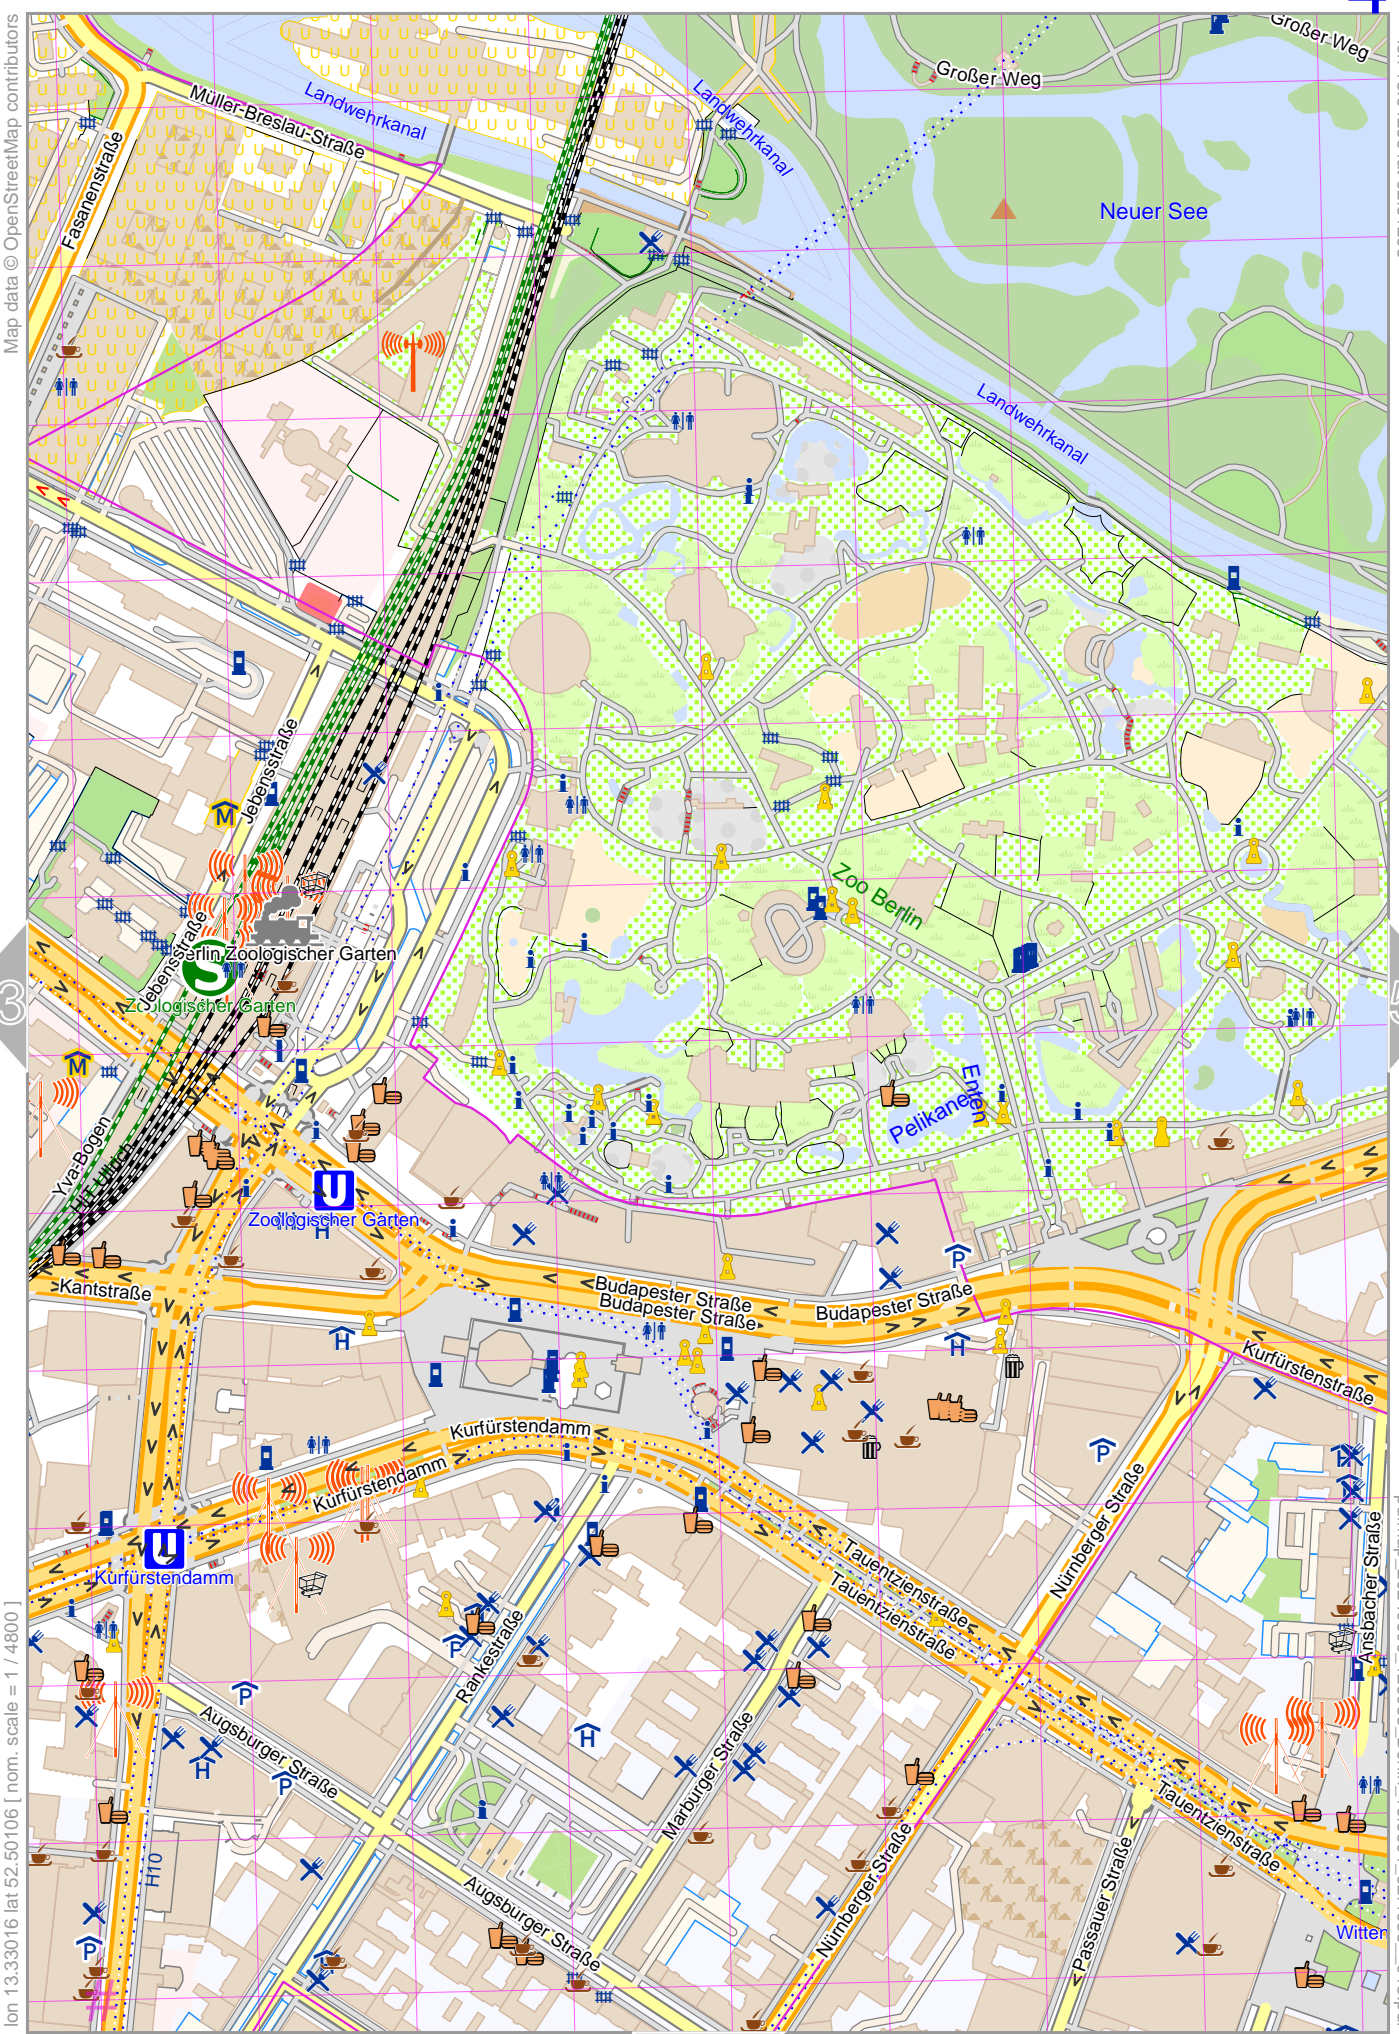 Großer Weg
Großer Weg
Müller-Breslau-Straße
Landwehrkanal
Landwehrkanal
Fasanenstraße
Neuer See
Map data © OpenStreetMap contributors
Landwehrkanal
Jebensstraße
M
Zoo Berlin
Jebensstraße
erlin Zoologischer Garten
S
Zoologischer Garten
3
M
Enten
Pelikane
Yva-Bogen
U
Zoologischer Garten
H
P
Kantstraße
Budapester Straße
Budapester Straße
Budapester Straße
H
H
Kurfürstenstraße
Kurfürstendamm
P
Kurfürstendamm
Nürnberger Straße
U
Kurfürstendamm
Tauentzienstraße
Tauentzienstraße
Ansbacher Straße
P
Rankestraße
P
Augsburger Straße
H
H
P
Marburger Straße
Tauentzienstraße
H10
Nürnberger Straße
Passauer Straße
Augsburger Straße
P
Witten
lon 13.33016 lat 52.50106 [ nom. scale = 1 / 4800 ]